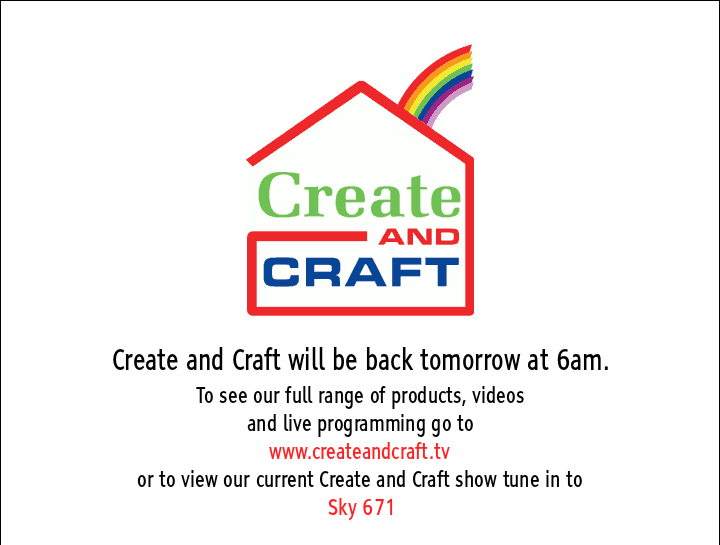 Create
AND
CRAFT
Create and Craft will be back tomorrow at 6am.
To see our full range of products, videos
and live programming go to
www.createandcraft.tv
or to view our current Create and Craft show tune in to
Sky 671